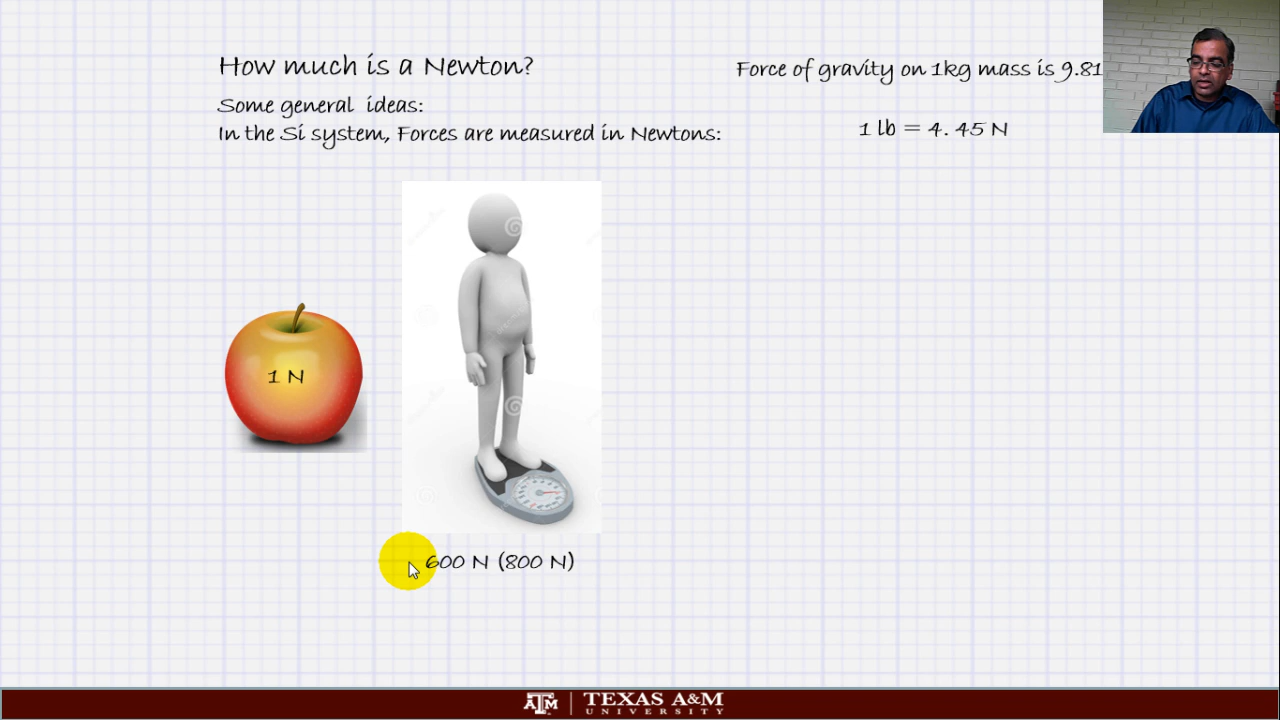 How much is a Newton?
Force of gravity on 1kg mass is 9.81
Some general ideas:
In the Si system, Forces are measured in Newtons:
1 lb = 4.45 N
1 N
600 N (800 N)
ATM | TEXAS A&M
UNIVERSITY